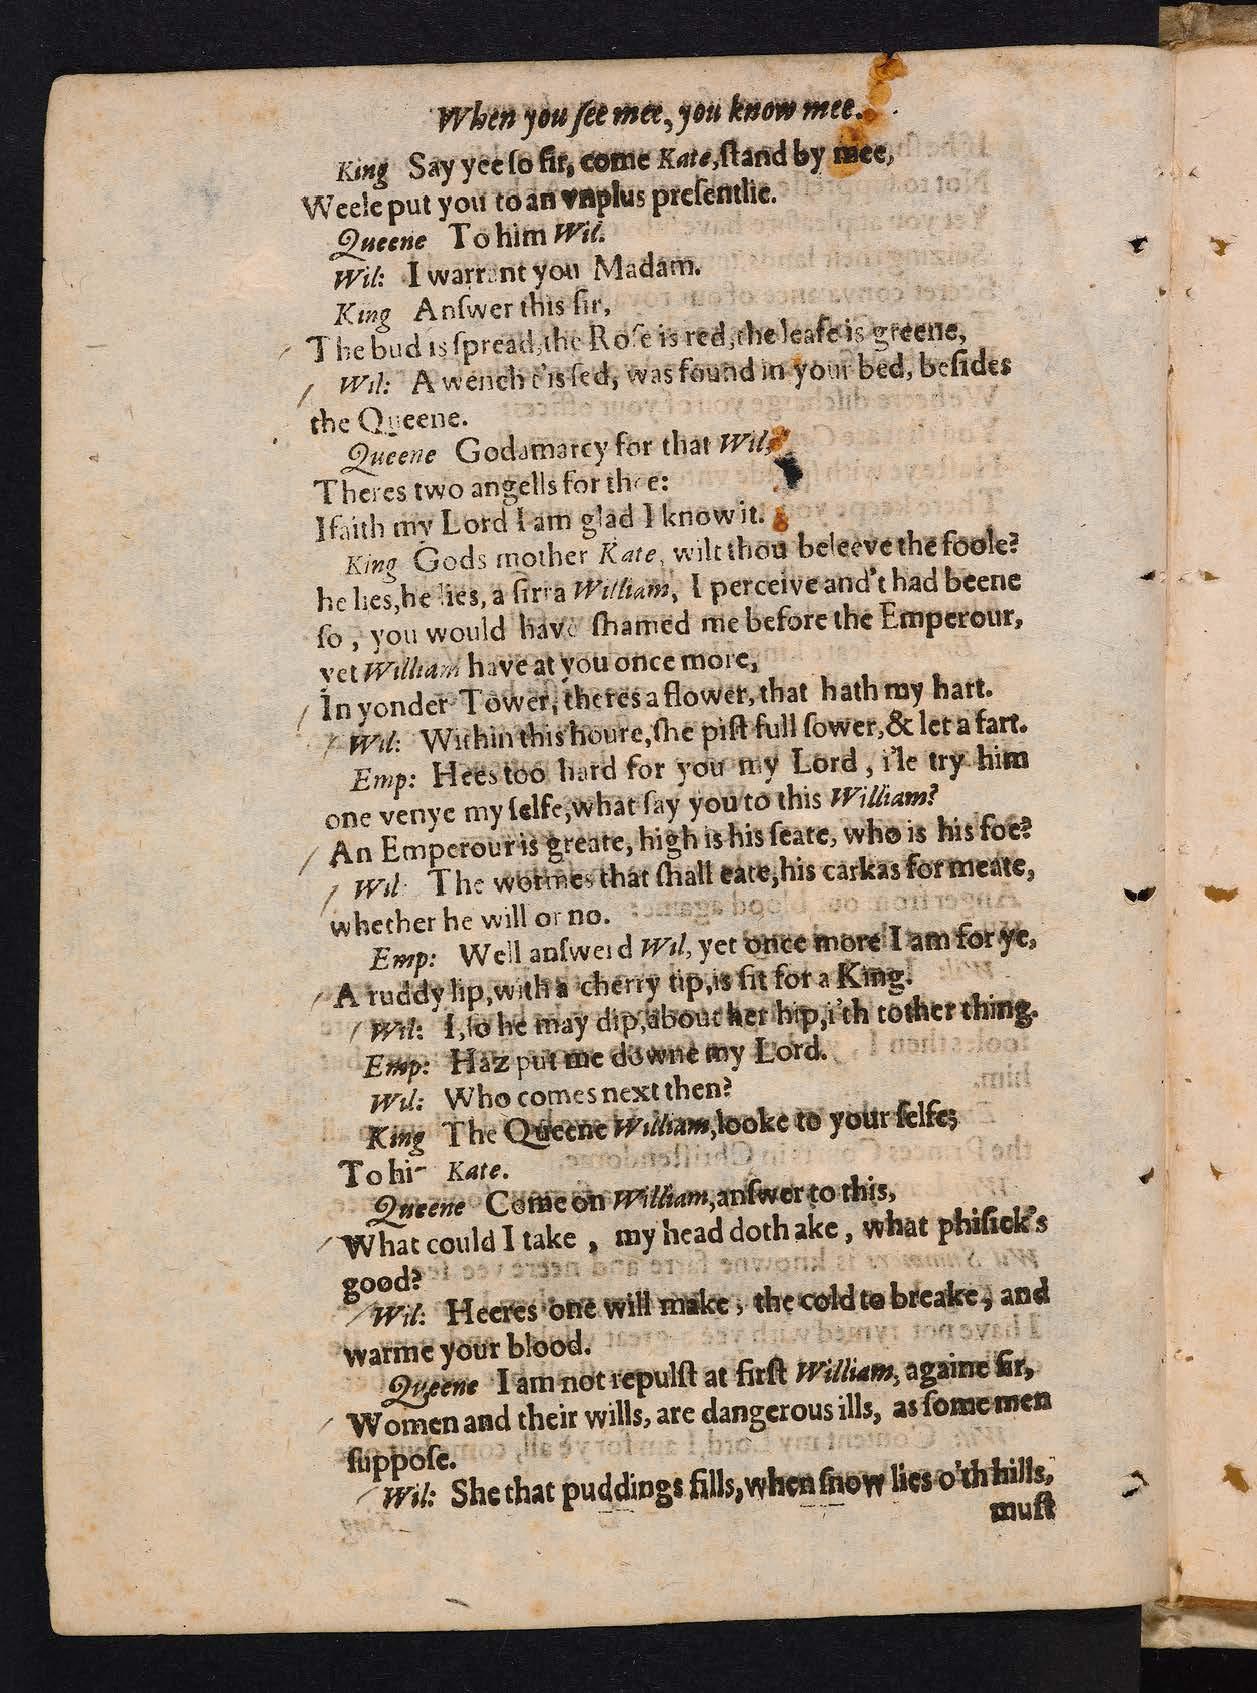 When you ſee mee, you know mee.
King Say yee ſo ſir, come Kate, ſtand by mee,
Weele put you to an vnplus preſentlie.
Queene To him Wil.
Wil: I warrant you Madam.
King Anſwer this ſir,
The bud is ſpread, the Roſe is red, the leafe is greene,
Wil: A wench t'is ſed, was found in your bed, beſides
the Queene.
Queene Godamarcy for that Wil,
Theres two angells for thee:
Ifaith my Lord I am glad I know it.
King Gods mother Kate, wilt thou beleeve the foole?
he lies, he lies, a ſirra William, I perceive and't had beene
ſo, you would have ſhamed me before the Emperour,
yet William have at you once more,
In yonder Tower, theres a flower, that hath my hart.
Wil: Within this houre, ſhe piſt full ſower, & let a fart.
Emp: Hees too hard for you my Lord, i'le try him
one venye my ſelfe, what ſay you to this William?
An Emperour is greate, high is his ſeate, who is his foe?
Wil: The wormes that ſhall eate, his carkas for meate,
whether he will or no.
Emp: Well anſwerd Wil, yet once more I am for ye,
A ruddy lip, with a cherry tip, is fit for a King.
Wil: I, ſo he may dip, about her hip, i'th tother thing.
Emp: Haz put me downe my Lord.
Wil: Who comes next then?
King The Queene William, looke to your ſelfe;
To hi- Kate.
Queene Come on William, anſwer to this,
What could I take, my head doth ake, what phiſick's
good?
Wil: Heeres one will make, the cold to breake, and
warme your blood.
Queene I am not repulſt at firſt William, againe ſir,
Women and their wills, are dangerous ills, as ſome men
ſuppoſe.
Wil: She that puddings fills, when ſnow lies o'th hills,
muſt